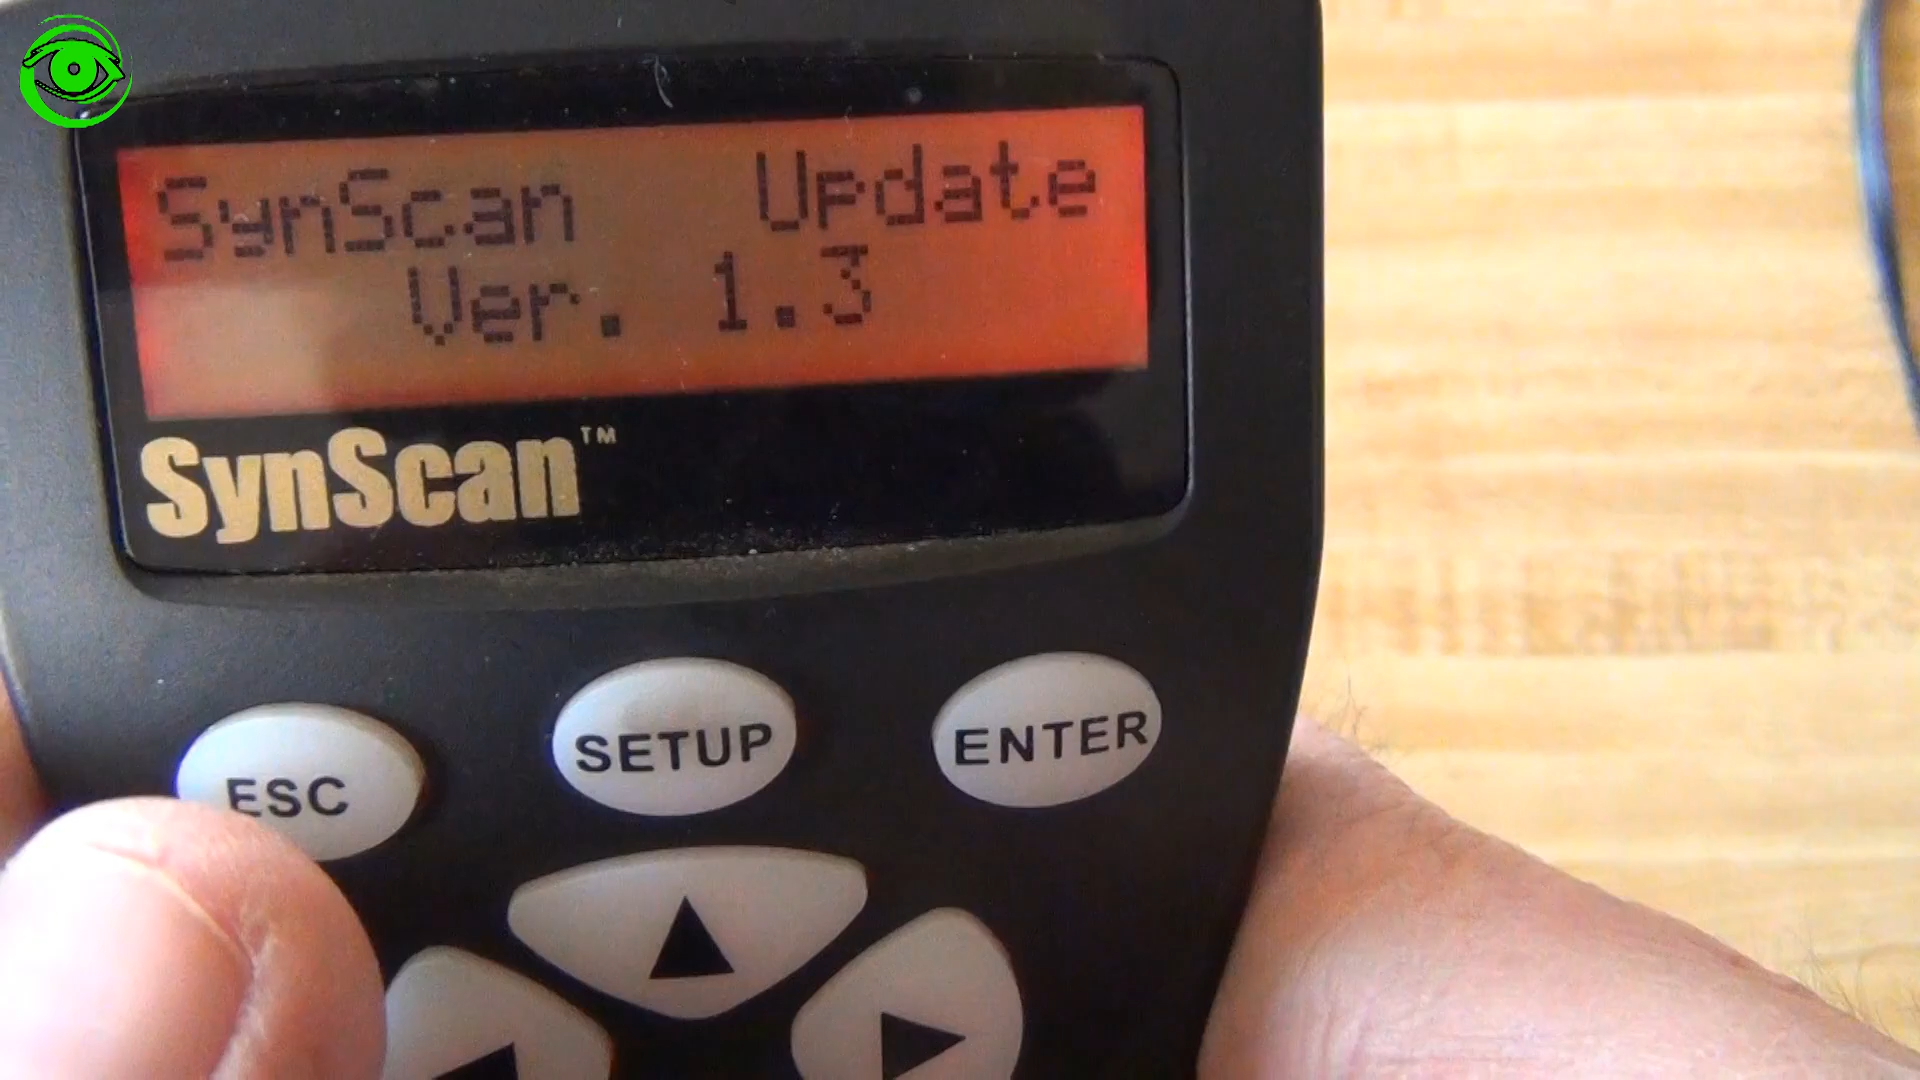 SynScan Update
Ver. 1.3
SynScan™
ESC
SETUP
ENTER